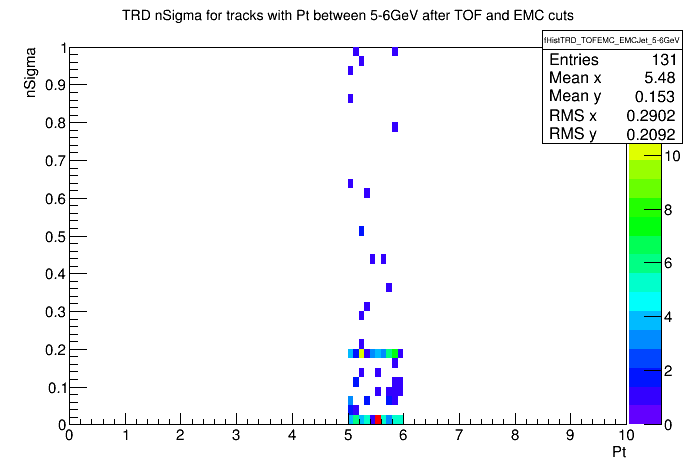 TRD nSigma for tracks with Pt between 5-6GeV after TOF and EMC cuts
fHistTRD_TOFEMC_EMCJet_5-6GeV
Entries 131
Mean x 5.48
Mean y 0.153
RMS x 0.2902
RMS y 0.2092
nSigma
1
0.9
0.8
0.7
0.6
0.5
0.4
0.3
0.2
0.1
0
10
8
6
4
2
0
0 1 2 3 4 5 6 7 8 9 10
Pt